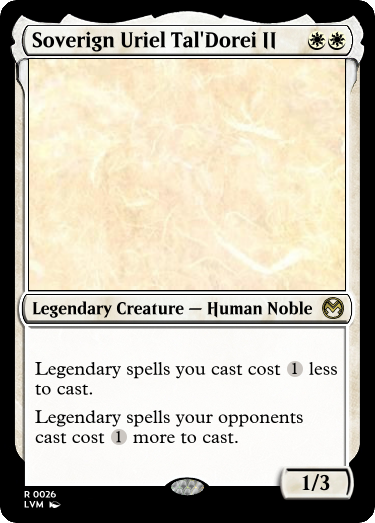 Soverign Uriel Tal'Dorei II
Legendary Creature — Human Noble
Legendary spells you cast cost 1 less
to cast.
Legendary spells your opponents
cast cost 1 more to cast.
1/3
R 0026
LVM